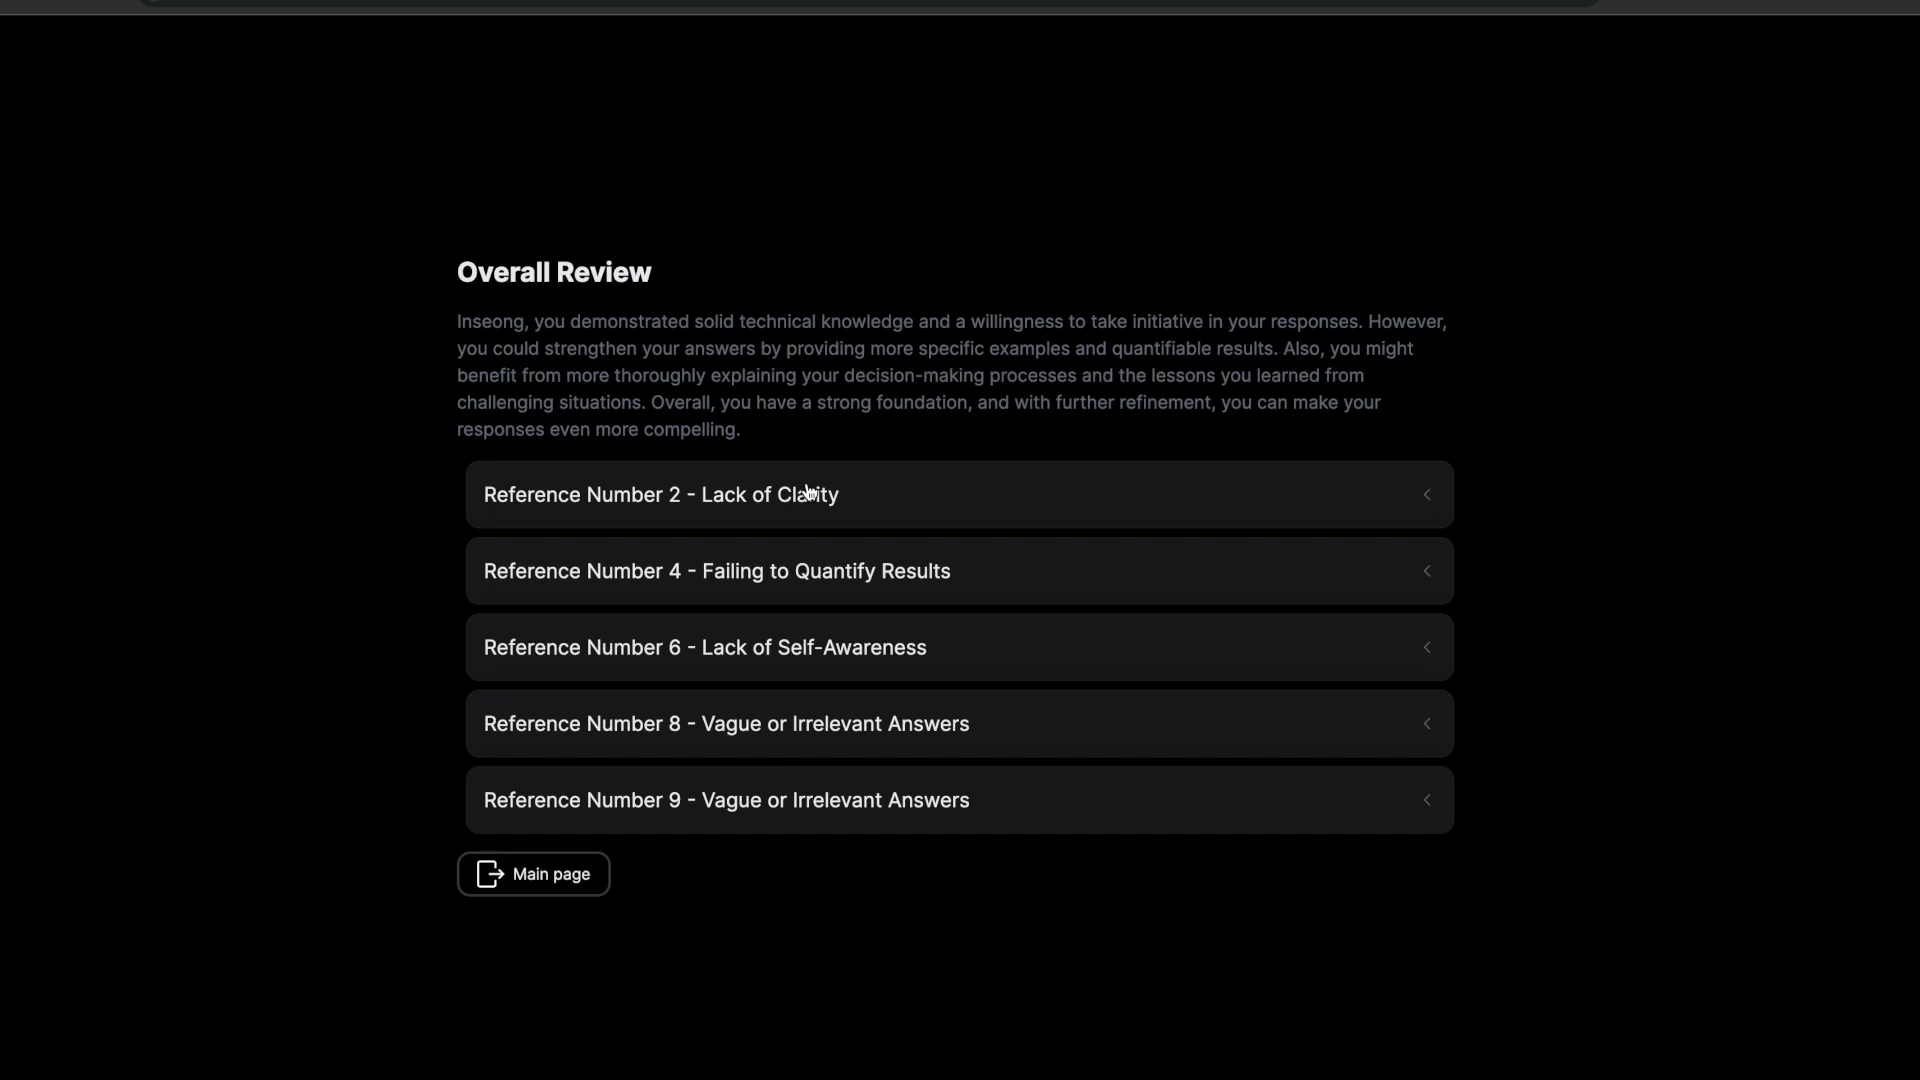 Overall Review
Inseong, you demonstrated solid technical knowledge and a willingness to take initiative in your responses. However,
you could strengthen your answers by providing more specific examples and quantifiable results. Also, you might
benefit from more thoroughly explaining your decision-making processes and the lessons you learned from
challenging situations. Overall, you have a strong foundation, and with further refinement, you can make your
responses even more compelling.
Reference Number 2 - Lack of Clarity
Reference Number 4 - Failing to Quantify Results
Reference Number 6 - Lack of Self-Awareness
Reference Number 8 - Vague or Irrelevant Answers
Reference Number 9 - Vague or Irrelevant Answers
Main page